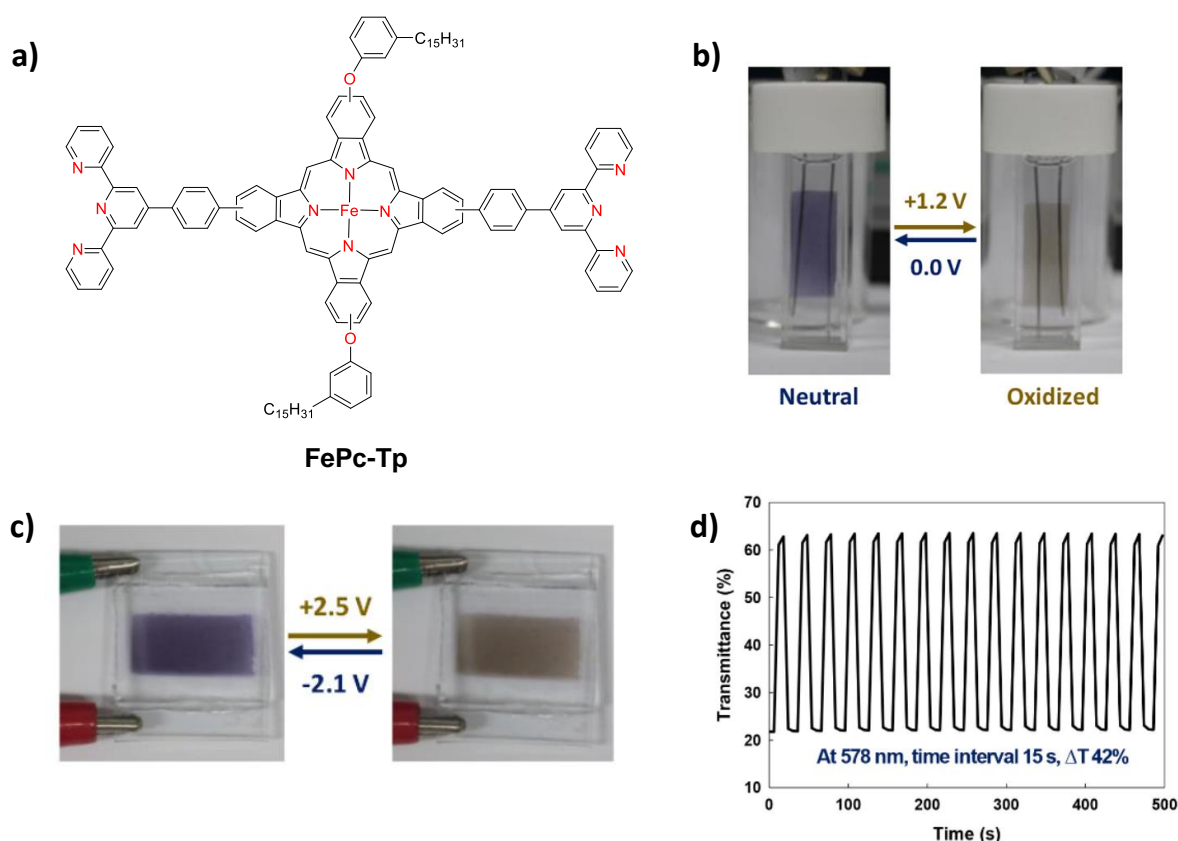 a)
C15H31
O
N
N
N
N
N
Fe
N
N
N
N
N
O
C15H31
FePc-Tp
b)
+1.2 V
0.0 V
Neutral
Oxidized
c)
+2.5 V
-2.1 V
d)
70
60
50
40
30
20
10
Transmittance (%)
At 578 nm, time interval 15 s, ΔT 42%
0
100
200
300
400
500
Time (s)